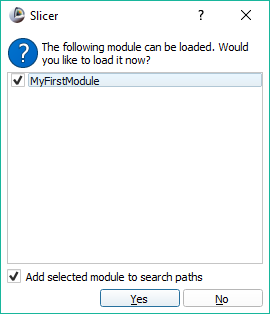 Slicer
?
The following module can be loaded. Would
you like to load it now?
MyFirstModule
Add selected module to search paths
Yes
No